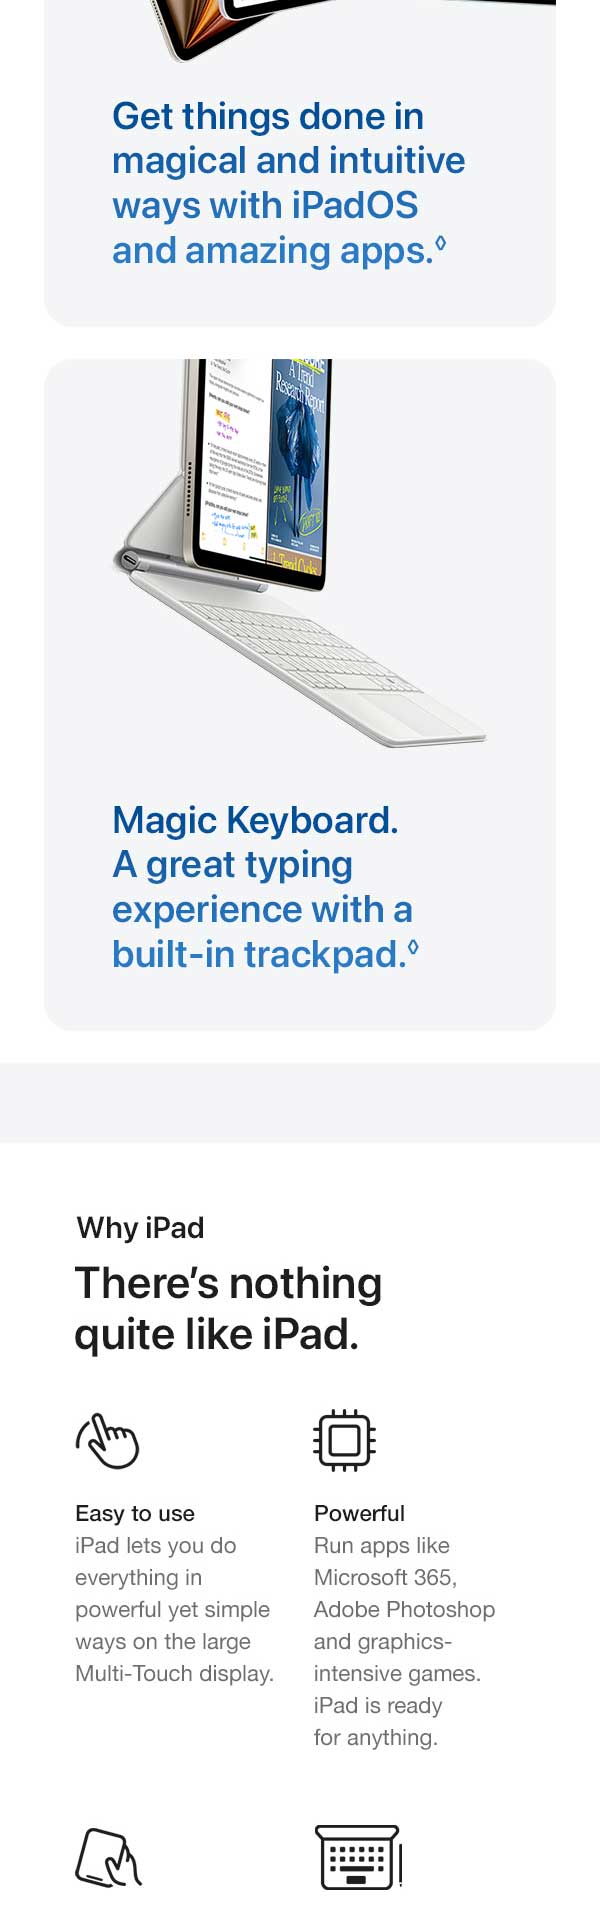 Get things done in
magical and intuitive
ways with iPadOS
and amazing apps.◊
A Trend
Research Report
Magic Keyboard.
A great typing
experience with a
built-in trackpad.◊
Why iPad
There’s nothing
quite like iPad.
Easy to use
iPad lets you do
everything in
powerful yet simple
ways on the large
Multi-Touch display.
Powerful
Run apps like
Microsoft 365,
Adobe Photoshop
and graphics-
intensive games.
iPad is ready
for anything.